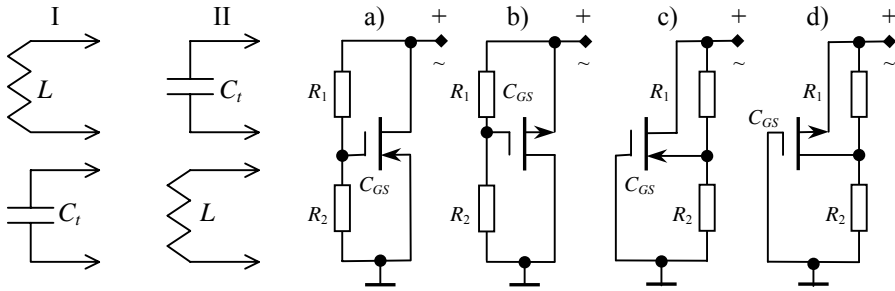 I II a) b) c) d)
+ + + +
~ ~ ~ ~
L C_t R_1 R_1 C_GS R_1 R_1
C_GS
C_GS C_GS
C_t L R_2 R_2 R_2 R_2